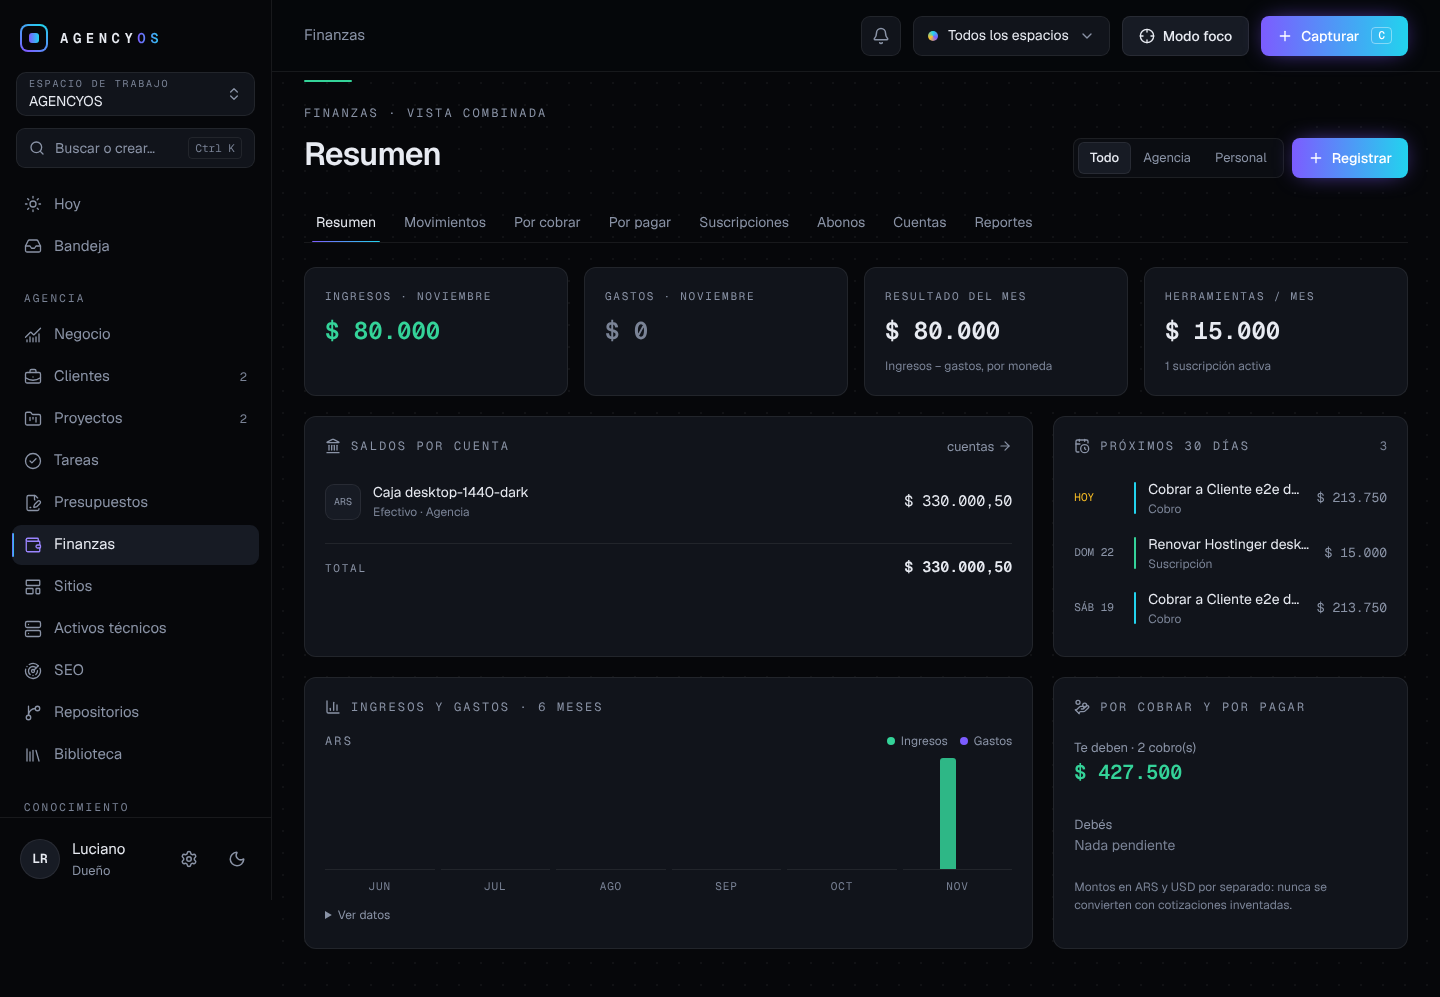 AGENCYOS
ESPACIO DE TRABAJO
AGENCYOS
Buscar o crear...
Ctrl K
Hoy
Bandeja
AGENCIA
Negocio
Clientes 2
Proyectos 2
Tareas
Presupuestos
Finanzas
Sitios
Activos técnicos
SEO
Repositorios
Biblioteca
CONOCIMIENTO
LR
Luciano
Dueño
Finanzas
Todos los espacios
Modo foco
Capturar C
FINANZAS · VISTA COMBINADA
Resumen
Todo Agencia Personal
Registrar
Resumen Movimientos Por cobrar Por pagar Suscripciones Abonos Cuentas Reportes
INGRESOS · NOVIEMBRE
$ 80.000
GASTOS · NOVIEMBRE
$ 0
RESULTADO DEL MES
$ 80.000
Ingresos – gastos, por moneda
HERRAMIENTAS / MES
$ 15.000
1 suscripción activa
SALDOS POR CUENTA
cuentas →
ARS
Caja desktop-1440-dark
Efectivo · Agencia
$ 330.000,50
TOTAL
$ 330.000,50
PRÓXIMOS 30 DÍAS 3
HOY
Cobrar a Cliente e2e d...
Cobro
$ 213.750
DOM 22
Renovar Hostinger desk...
Suscripción
$ 15.000
SÁB 19
Cobrar a Cliente e2e d...
Cobro
$ 213.750
INGRESOS Y GASTOS · 6 MESES
ARS
Ingresos Gastos
JUN JUL AGO SEP OCT NOV
Ver datos
POR COBRAR Y POR PAGAR
Te deben · 2 cobro(s)
$ 427.500
Debés
Nada pendiente
Montos en ARS y USD por separado: nunca se
convierten con cotizaciones inventadas.